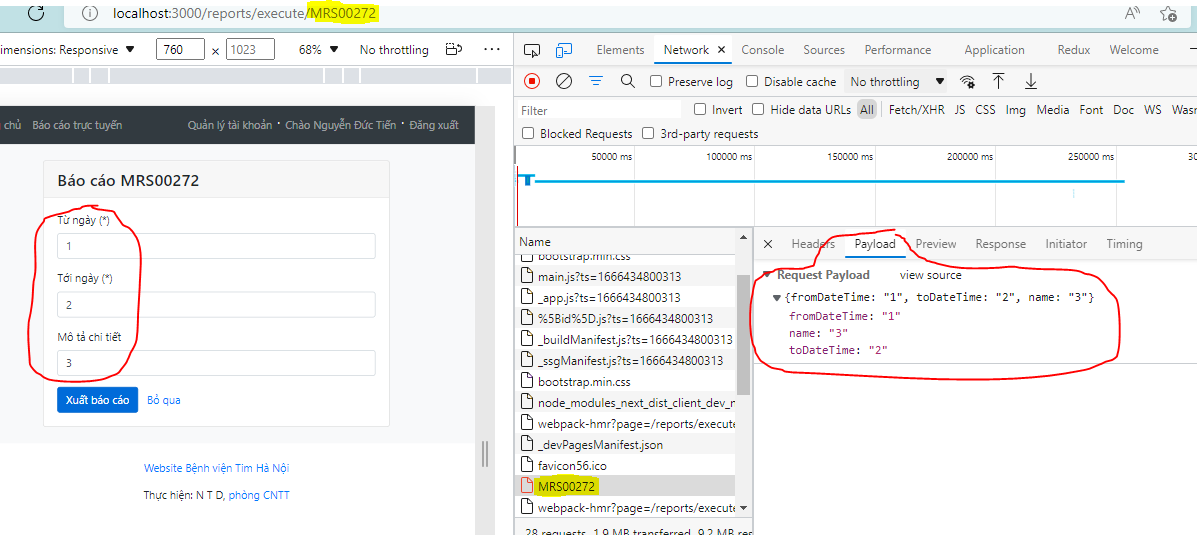 localhost:3000/reports/execute/MRS00272
imensions: Responsive ▼ 760 × 1023 68% ▼ No throttling
Elements Network × Console Sources Performance Application Redux Welcome
Preserve log Disable cache No throttling ▼
Filter Invert Hide data URLs All Fetch/XHR JS CSS Img Media Font Doc WS Wasm
Blocked Requests 3rd-party requests
50000 ms 100000 ms 150000 ms 200000 ms 250000 ms 30
chủ Báo cáo trực tuyến Quản lý tài khoản · Chào Nguyễn Đức Tiến · Đăng xuất
Báo cáo MRS00272
Từ ngày (*)
1
Tới ngày (*)
2
Mô tả chi tiết
3
Xuất báo cáo Bỏ qua
Website Bệnh viện Tim Hà Nội
Thực hiện: N T D, phòng CNTT
Name
bootstrap.min.css
main.js?ts=1666434800313
_app.js?ts=1666434800313
%5Bid%5D.js?ts=1666434800313
_buildManifest.js?ts=1666434800313
_ssgManifest.js?ts=1666434800313
bootstrap.min.css
node_modules_next_dist_client_dev_n
webpack-hmr?page=/reports/execute
_devPagesManifest.json
favicon56.ico
MRS00272
webpack-hmr?page=/reports/execute
28 requests 1.9 MB transferred 9.2 MB res
× Headers Payload Preview Response Initiator Timing
▼ Request Payload view source
▼ {fromDateTime: "1", toDateTime: "2", name: "3"}
fromDateTime: "1"
name: "3"
toDateTime: "2"